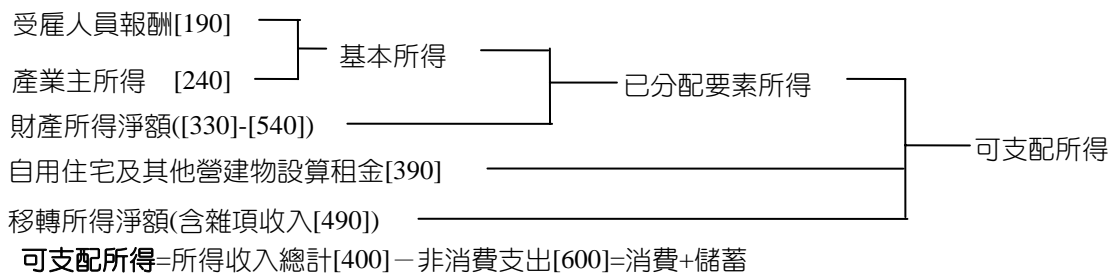 受雇人員報酬[190]
基本所得
產業主所得 [240]
已分配要素所得
財產所得淨額([330]-[540])
可支配所得
自用住宅及其他營建物設算租金[390]
移轉所得淨額(含雜項收入[490])
可支配所得=所得收入總計[400]－非消費支出[600]=消費+儲蓄